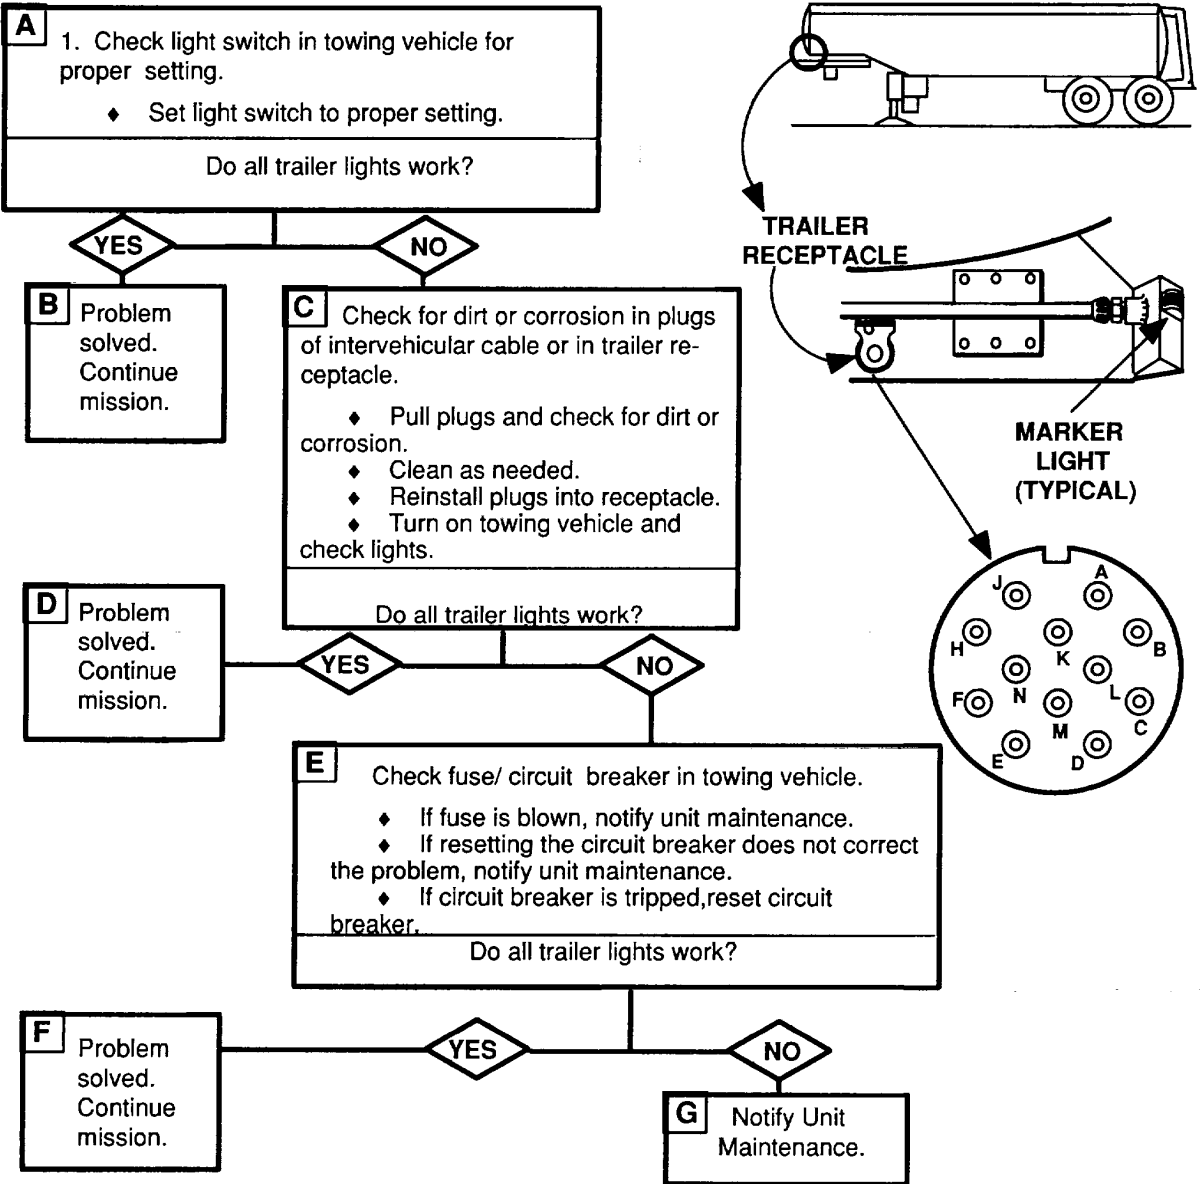 A
1. Check light switch in towing vehicle for
proper setting.
♦ Set light switch to proper setting.
Do all trailer lights work?
YES
NO
B
Problem
solved.
Continue
mission.
C
Check for dirt or corrosion in plugs
of intervehicular cable or in trailer re-
ceptacle.
♦ Pull plugs and check for dirt or
corrosion.
♦ Clean as needed.
♦ Reinstall plugs into receptacle.
♦ Turn on towing vehicle and
check lights.
Do all trailer lights work?
YES
NO
D
Problem
solved.
Continue
mission.
E
Check fuse/ circuit breaker in towing vehicle.
♦ If fuse is blown, notify unit maintenance.
♦ If resetting the circuit breaker does not correct
the problem, notify unit maintenance.
♦ If circuit breaker is tripped,reset circuit
breaker.
Do all trailer lights work?
YES
NO
F
Problem
solved.
Continue
mission.
G
Notify Unit
Maintenance.
TRAILER
RECEPTACLE
MARKER
LIGHT
(TYPICAL)
J
A
H
K
B
F
N
L
C
M
E
D